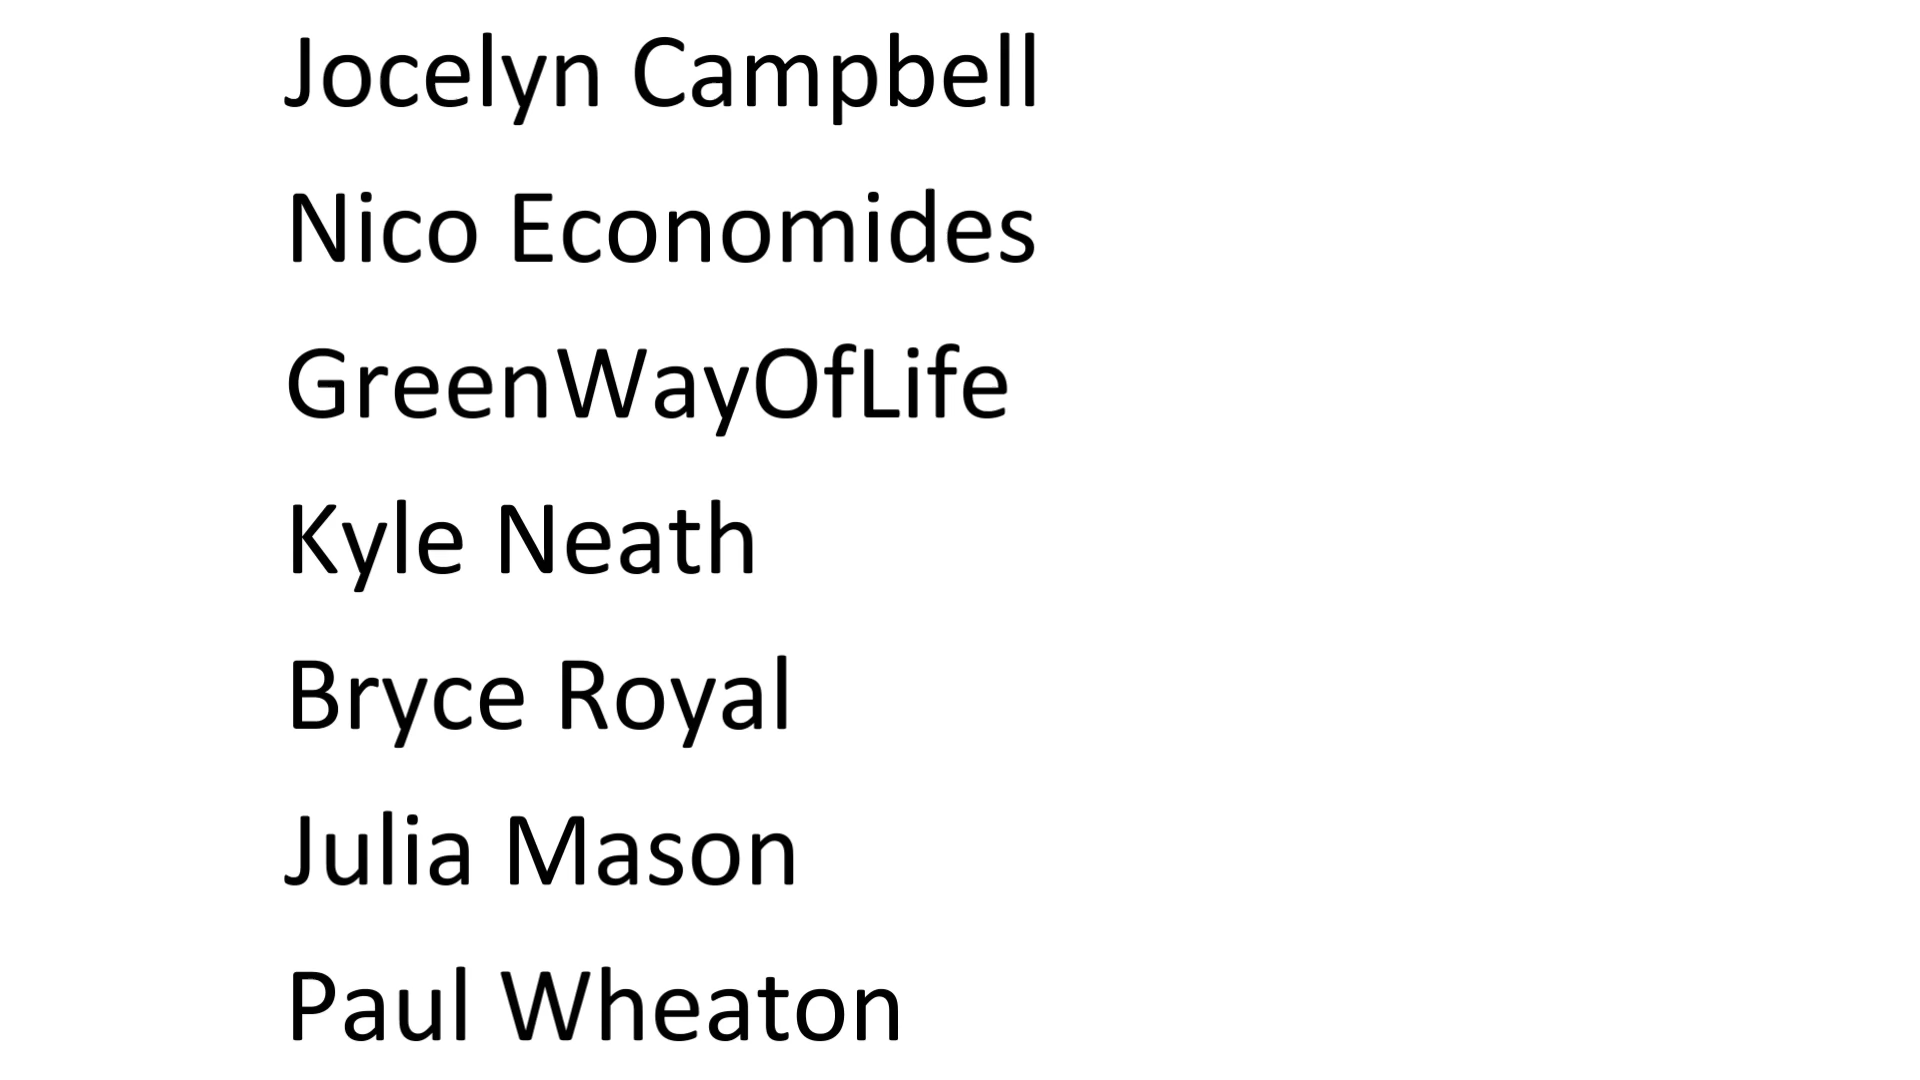 Jocelyn Campbell
Nico Economides
GreenWayOfLife
Kyle Neath
Bryce Royal
Julia Mason
Paul Wheaton